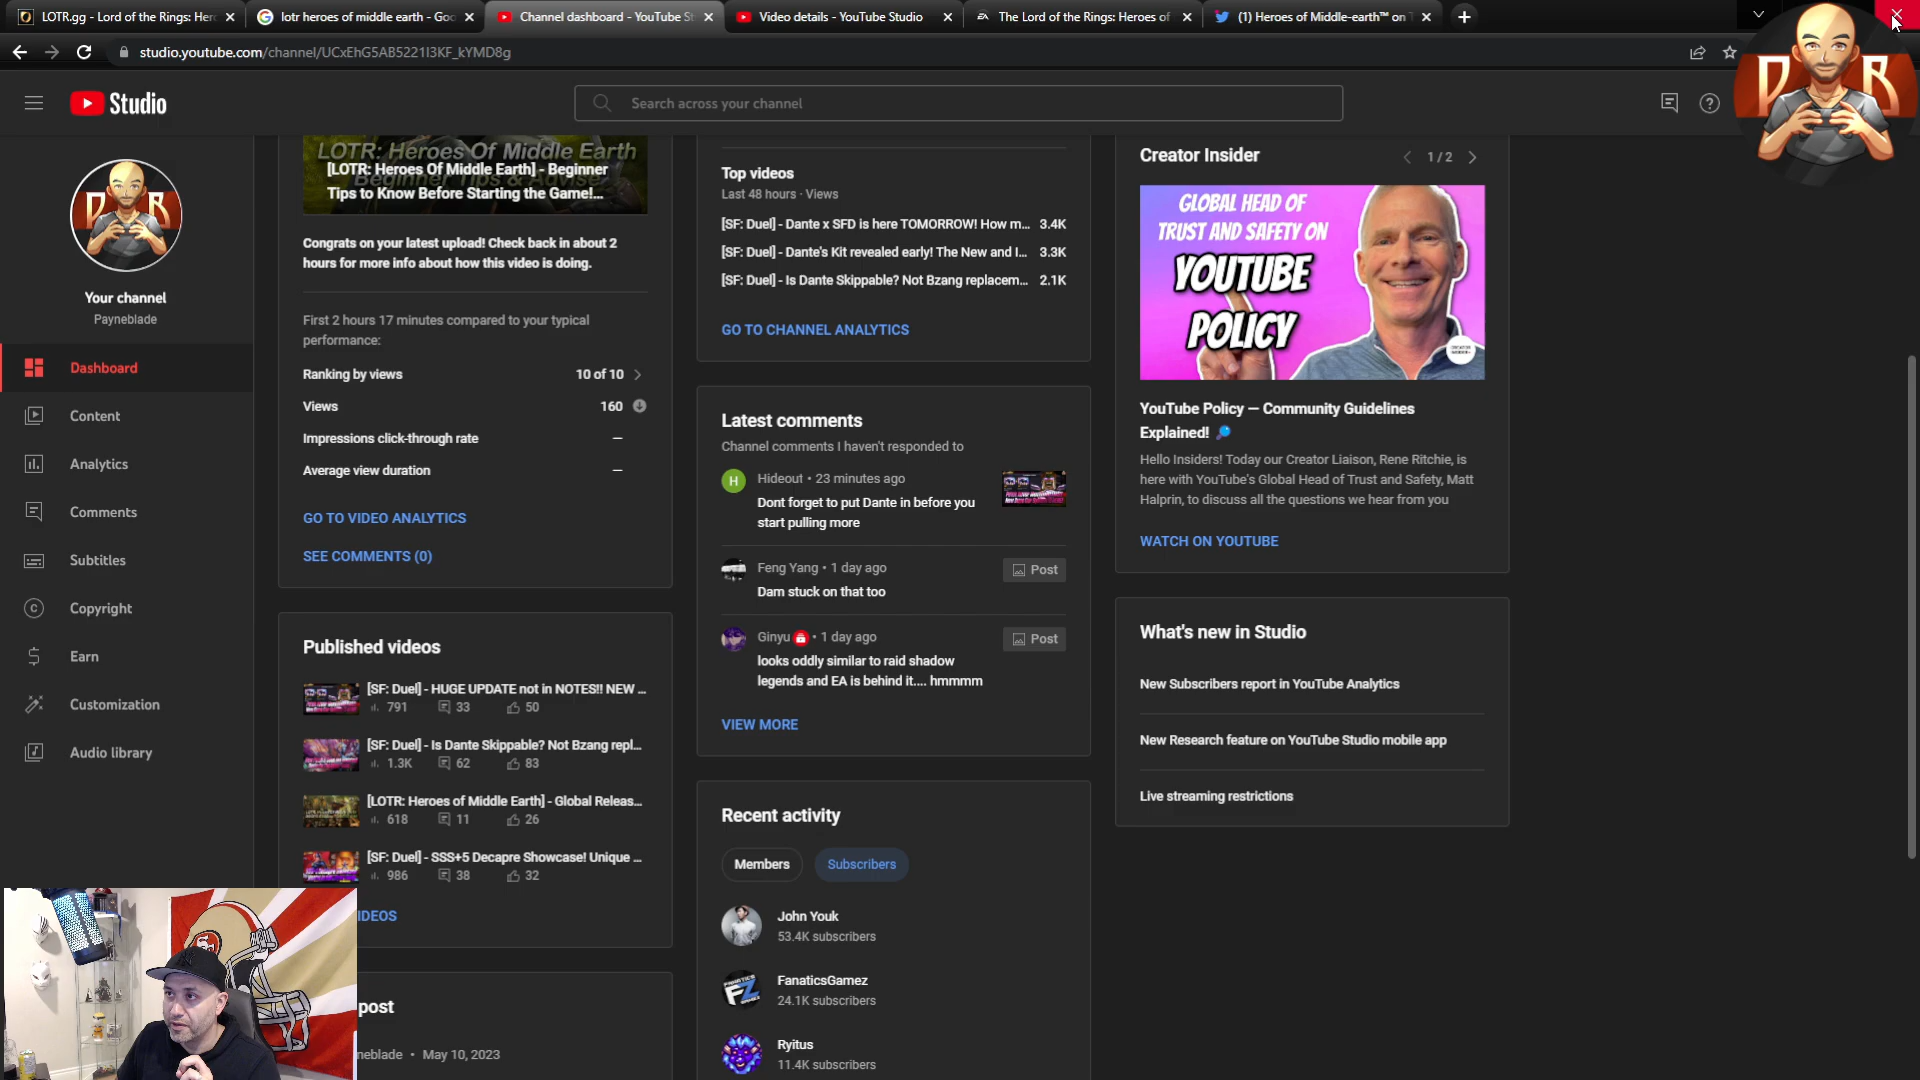 LOTR.gg - Lord of the Rings: Her
lotr heroes of middle earth - Goo
Channel dashboard - YouTube St
Video details - YouTube Studio
The Lord of the Rings: Heroes of
(1) Heroes of Middle-earth™ on T
studio.youtube.com/channel/UCxEhG5AB5221I3KF_kYMD8g
Studio
Search across your channel
Your channel
Payneblade
Dashboard
Content
Analytics
Comments
Subtitles
Copyright
Earn
Customization
Audio library
LOTR: Heroes Of Middle Earth
Beginner Tips & Advise
[LOTR: Heroes Of Middle Earth] - Beginner
Tips to Know Before Starting the Game!...
Congrats on your latest upload! Check back in about 2
hours for more info about how this video is doing.
First 2 hours 17 minutes compared to your typical
performance:
Ranking by views 10 of 10
Views 160
Impressions click-through rate —
Average view duration —
GO TO VIDEO ANALYTICS
SEE COMMENTS (0)
Published videos
[SF: Duel] - HUGE UPDATE not in NOTES!! NEW ...
791 33 50
[SF: Duel] - Is Dante Skippable? Not Bzang repl...
1.3K 62 83
[LOTR: Heroes of Middle Earth] - Global Releas...
618 11 26
[SF: Duel] - SSS+5 Decapre Showcase! Unique ...
986 38 32
IDEOS
post
neblade • May 10, 2023
Top videos
Last 48 hours · Views
[SF: Duel] - Dante x SFD is here TOMORROW! How m... 3.4K
[SF: Duel] - Dante's Kit revealed early! The New and I... 3.3K
[SF: Duel] - Is Dante Skippable? Not Bzang replacem... 2.1K
GO TO CHANNEL ANALYTICS
Latest comments
Channel comments I haven't responded to
H
Hideout • 23 minutes ago
Dont forget to put Dante in before you
start pulling more
Feng Yang • 1 day ago
Post
Dam stuck on that too
Ginyu • 1 day ago
Post
looks oddly similar to raid shadow
legends and EA is behind it.... hmmmm
VIEW MORE
Recent activity
Members
Subscribers
John Youk
53.4K subscribers
FanaticsGamez
24.1K subscribers
Ryitus
11.4K subscribers
Creator Insider
1 / 2
GLOBAL HEAD OF
TRUST AND SAFETY ON
YOUTUBE
POLICY
YouTube Policy — Community Guidelines
Explained!
Hello Insiders! Today our Creator Liaison, Rene Ritchie, is
here with YouTube's Global Head of Trust and Safety, Matt
Halprin, to discuss all the questions we hear from you
WATCH ON YOUTUBE
What's new in Studio
New Subscribers report in YouTube Analytics
New Research feature on YouTube Studio mobile app
Live streaming restrictions